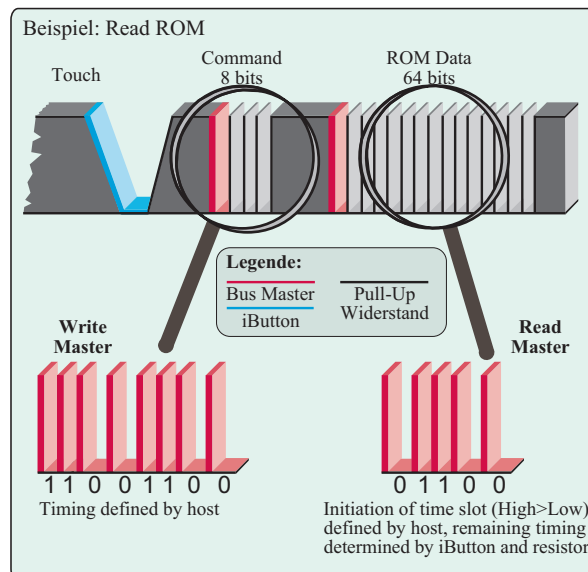 Beispiel: Read ROM
Touch
Command
8 bits
ROM Data
64 bits
Legende:
Bus Master
iButton
Pull-Up
Widerstand
Write
Master
Read
Master
1 1 0 0 1 1 0 0
Timing defined by host
0 1 1 0 0
Initiation of time slot (High>Low)
defined by host, remaining timing
determined by iButton and resistor